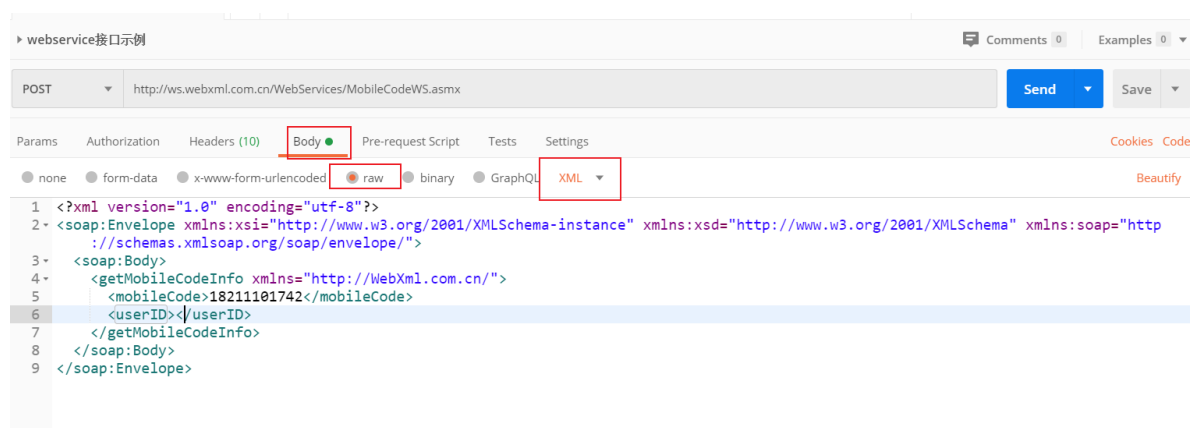 webservice接口示例 Comments 0 Examples 0
POST http://ws.webxml.com.cn/WebServices/MobileCodeWS.asmx Send Save
Params Authorization Headers (10) Body Pre-request Script Tests Settings Cookies Code
none form-data x-www-form-urlencoded raw binary GraphQL XML Beautify
1 <?xml version="1.0" encoding="utf-8"?>
2 <soap:Envelope xmlns:xsi="http://www.w3.org/2001/XMLSchema-instance" xmlns:xsd="http://www.w3.org/2001/XMLSchema" xmlns:soap="http
://schemas.xmlsoap.org/soap/envelope/">
3 <soap:Body>
4 <getMobileCodeInfo xmlns="http://WebXml.com.cn/">
5 <mobileCode>18211101742</mobileCode>
6 <userID></userID>
7 </getMobileCodeInfo>
8 </soap:Body>
9 </soap:Envelope>